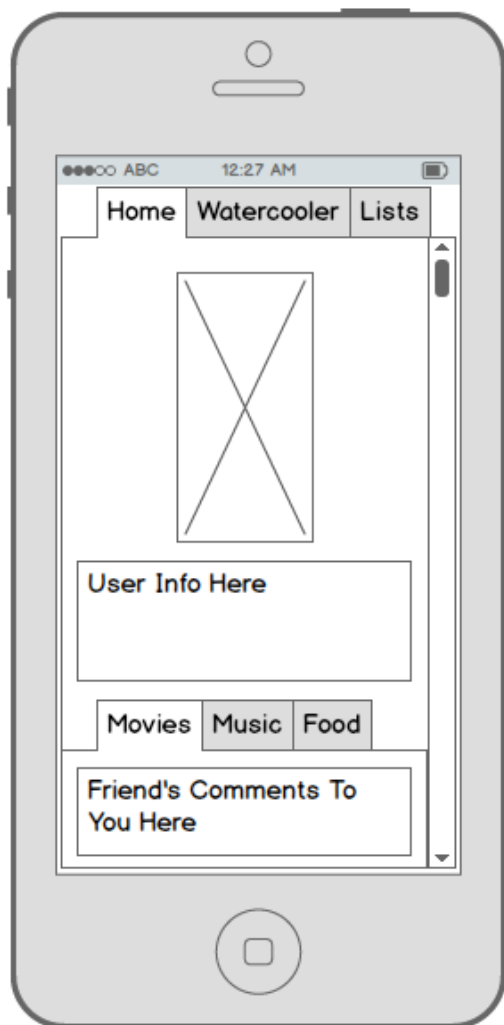 ABC 12:27 AM
Home Watercooler Lists
User Info Here
Movies Music Food
Friend's Comments To
You Here